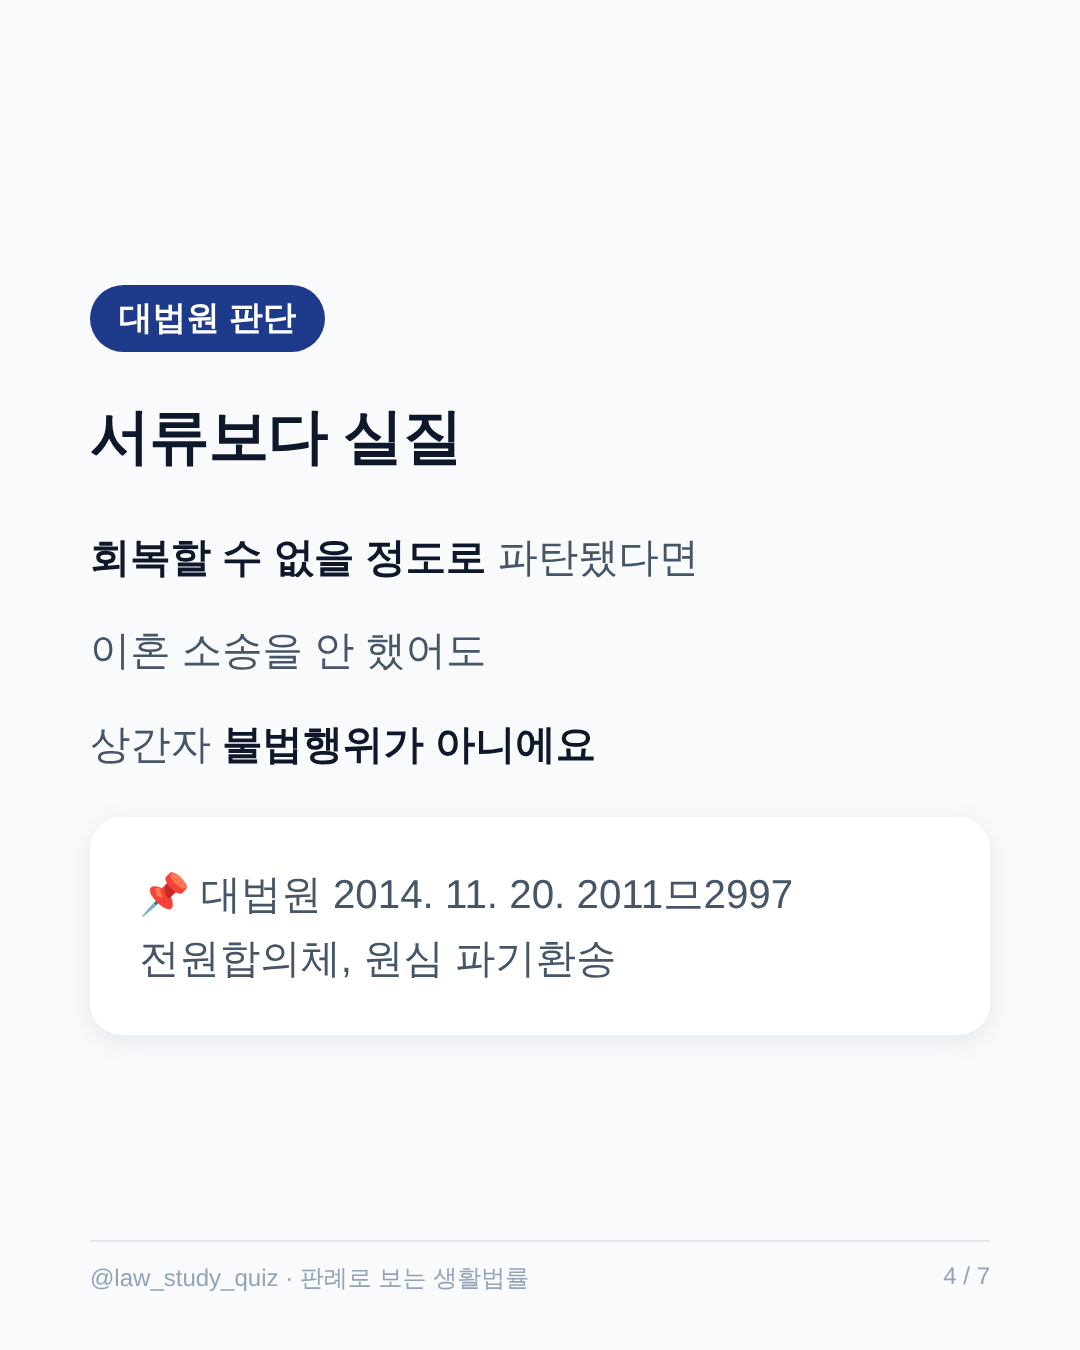 대법원 판단
서류보다 실질
회복할 수 없을 정도로 파탄됐다면
이혼 소송을 안 했어도
상간자 불법행위가 아니에요
📌 대법원 2014. 11. 20. 2011므2997
전원합의체, 원심 파기환송
@law_study_quiz · 판례로 보는 생활법률
4 / 7